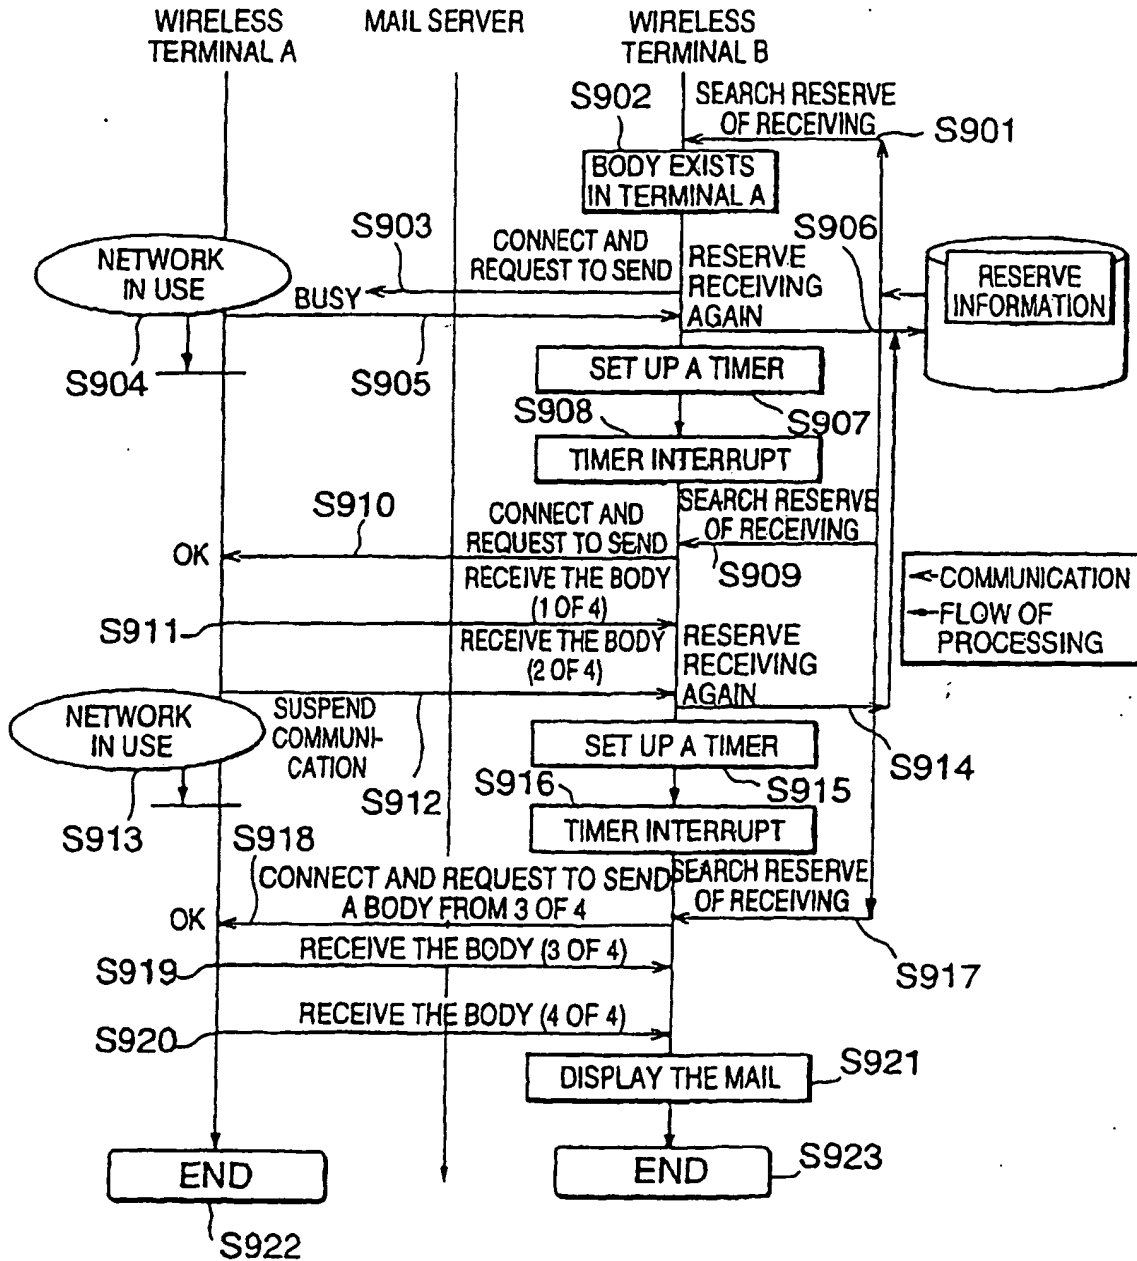 WIRELESS
TERMINAL A
MAIL SERVER
WIRELESS
TERMINAL B
S902
SEARCH RESERVE
OF RECEIVING
S901
BODY EXISTS
IN TERMINAL A
S903
CONNECT AND
REQUEST TO SEND
S906
NETWORK
IN USE
BUSY
RESERVE
RECEIVING
AGAIN
RESERVE
INFORMATION
S904
S905
SET UP A TIMER
S907
S908
TIMER INTERRUPT
S910
CONNECT AND
REQUEST TO SEND
SEARCH RESERVE
OF RECEIVING
OK
S909
COMMUNICATION
FLOW OF
PROCESSING
RECEIVE THE BODY
(1 OF 4)
S911
RECEIVE THE BODY
(2 OF 4)
RESERVE
RECEIVING
AGAIN
NETWORK
IN USE
SUSPEND
COMMUNI-
CATION
SET UP A TIMER
S914
S912
S916
S915
S913
TIMER INTERRUPT
S918
CONNECT AND REQUEST TO SEND
A BODY FROM 3 OF 4
SEARCH RESERVE
OF RECEIVING
OK
RECEIVE THE BODY (3 OF 4)
S919
S917
RECEIVE THE BODY (4 OF 4)
S920
DISPLAY THE MAIL
S921
END
END
S923
S922